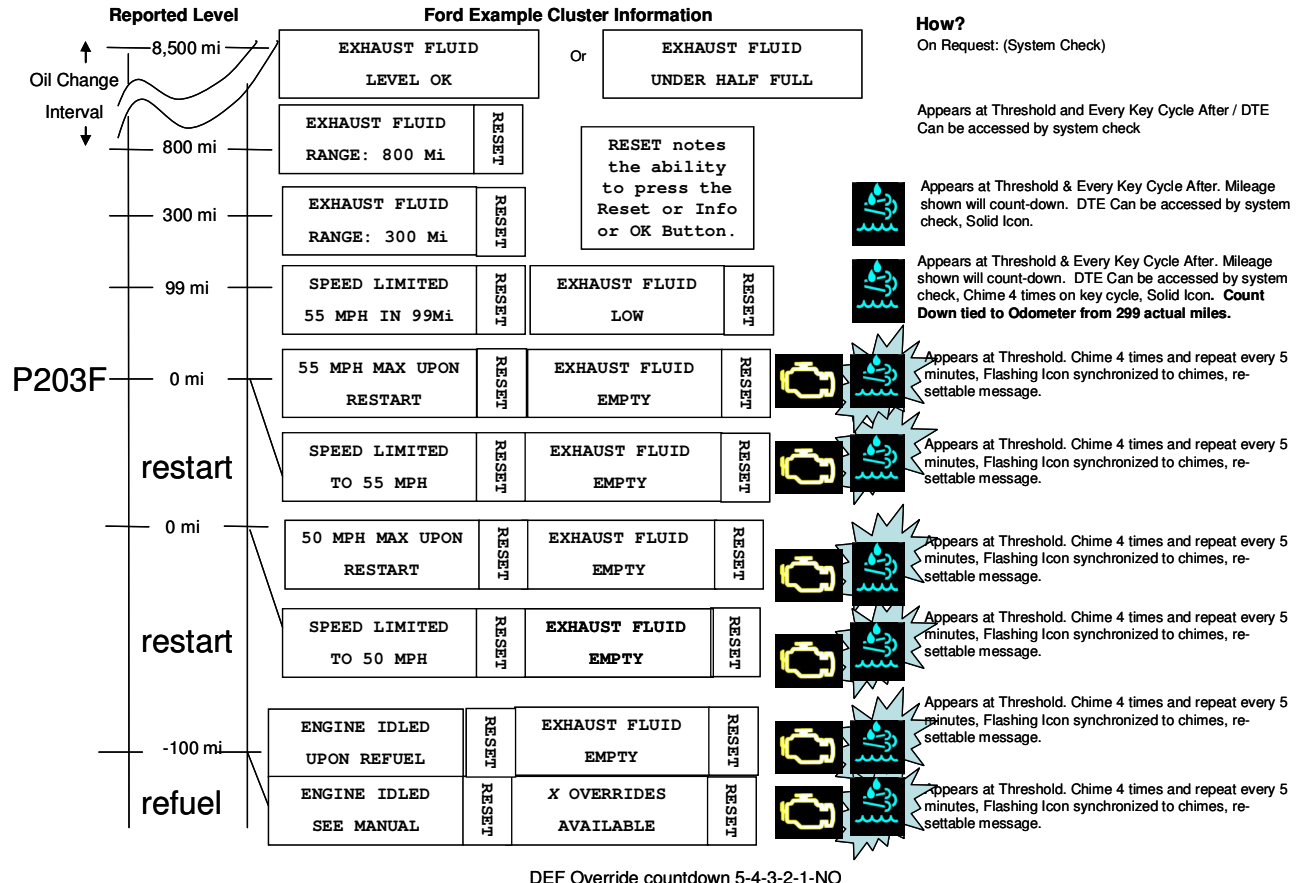 Reported Level
Ford Example Cluster Information
How?
8,500 mi
Oil Change
Interval
EXHAUST FLUID
LEVEL OK
Or
EXHAUST FLUID
UNDER HALF FULL
On Request: (System Check)
800 mi
EXHAUST FLUID
RANGE: 800 Mi
RESET
Appears at Threshold and Every Key Cycle After / DTE
Can be accessed by system check
RESET notes
the ability
to press the
Reset or Info
or OK Button.
300 mi
EXHAUST FLUID
RANGE: 300 Mi
RESET
Appears at Threshold & Every Key Cycle After. Mileage
shown will count-down.  DTE Can be accessed by system
check, Solid Icon.
99 mi
SPEED LIMITED
55 MPH IN 99Mi
RESET
EXHAUST FLUID
LOW
RESET
Appears at Threshold & Every Key Cycle After. Mileage
shown will count-down.  DTE Can be accessed by system
check, Chime 4 times on key cycle, Solid Icon.  Count
Down tied to Odometer from 299 actual miles.
P203F
0 mi
55 MPH MAX UPON
RESTART
RESET
EXHAUST FLUID
EMPTY
RESET
Appears at Threshold. Chime 4 times and repeat every 5
minutes, Flashing Icon synchronized to chimes, re-
settable message.
restart
SPEED LIMITED
TO 55 MPH
RESET
EXHAUST FLUID
EMPTY
RESET
Appears at Threshold. Chime 4 times and repeat every 5
minutes, Flashing Icon synchronized to chimes, re-
settable message.
0 mi
50 MPH MAX UPON
RESTART
RESET
EXHAUST FLUID
EMPTY
RESET
Appears at Threshold. Chime 4 times and repeat every 5
minutes, Flashing Icon synchronized to chimes, re-
settable message.
restart
SPEED LIMITED
TO 50 MPH
RESET
EXHAUST FLUID
EMPTY
RESET
Appears at Threshold. Chime 4 times and repeat every 5
minutes, Flashing Icon synchronized to chimes, re-
settable message.
-100 mi
ENGINE IDLED
UPON REFUEL
RESET
EXHAUST FLUID
EMPTY
RESET
Appears at Threshold. Chime 4 times and repeat every 5
minutes, Flashing Icon synchronized to chimes, re-
settable message.
refuel
ENGINE IDLED
SEE MANUAL
RESET
X OVERRIDES
AVAILABLE
RESET
Appears at Threshold. Chime 4 times and repeat every 5
minutes, Flashing Icon synchronized to chimes, re-
settable message.
DEF Override countdown 5-4-3-2-1-NO